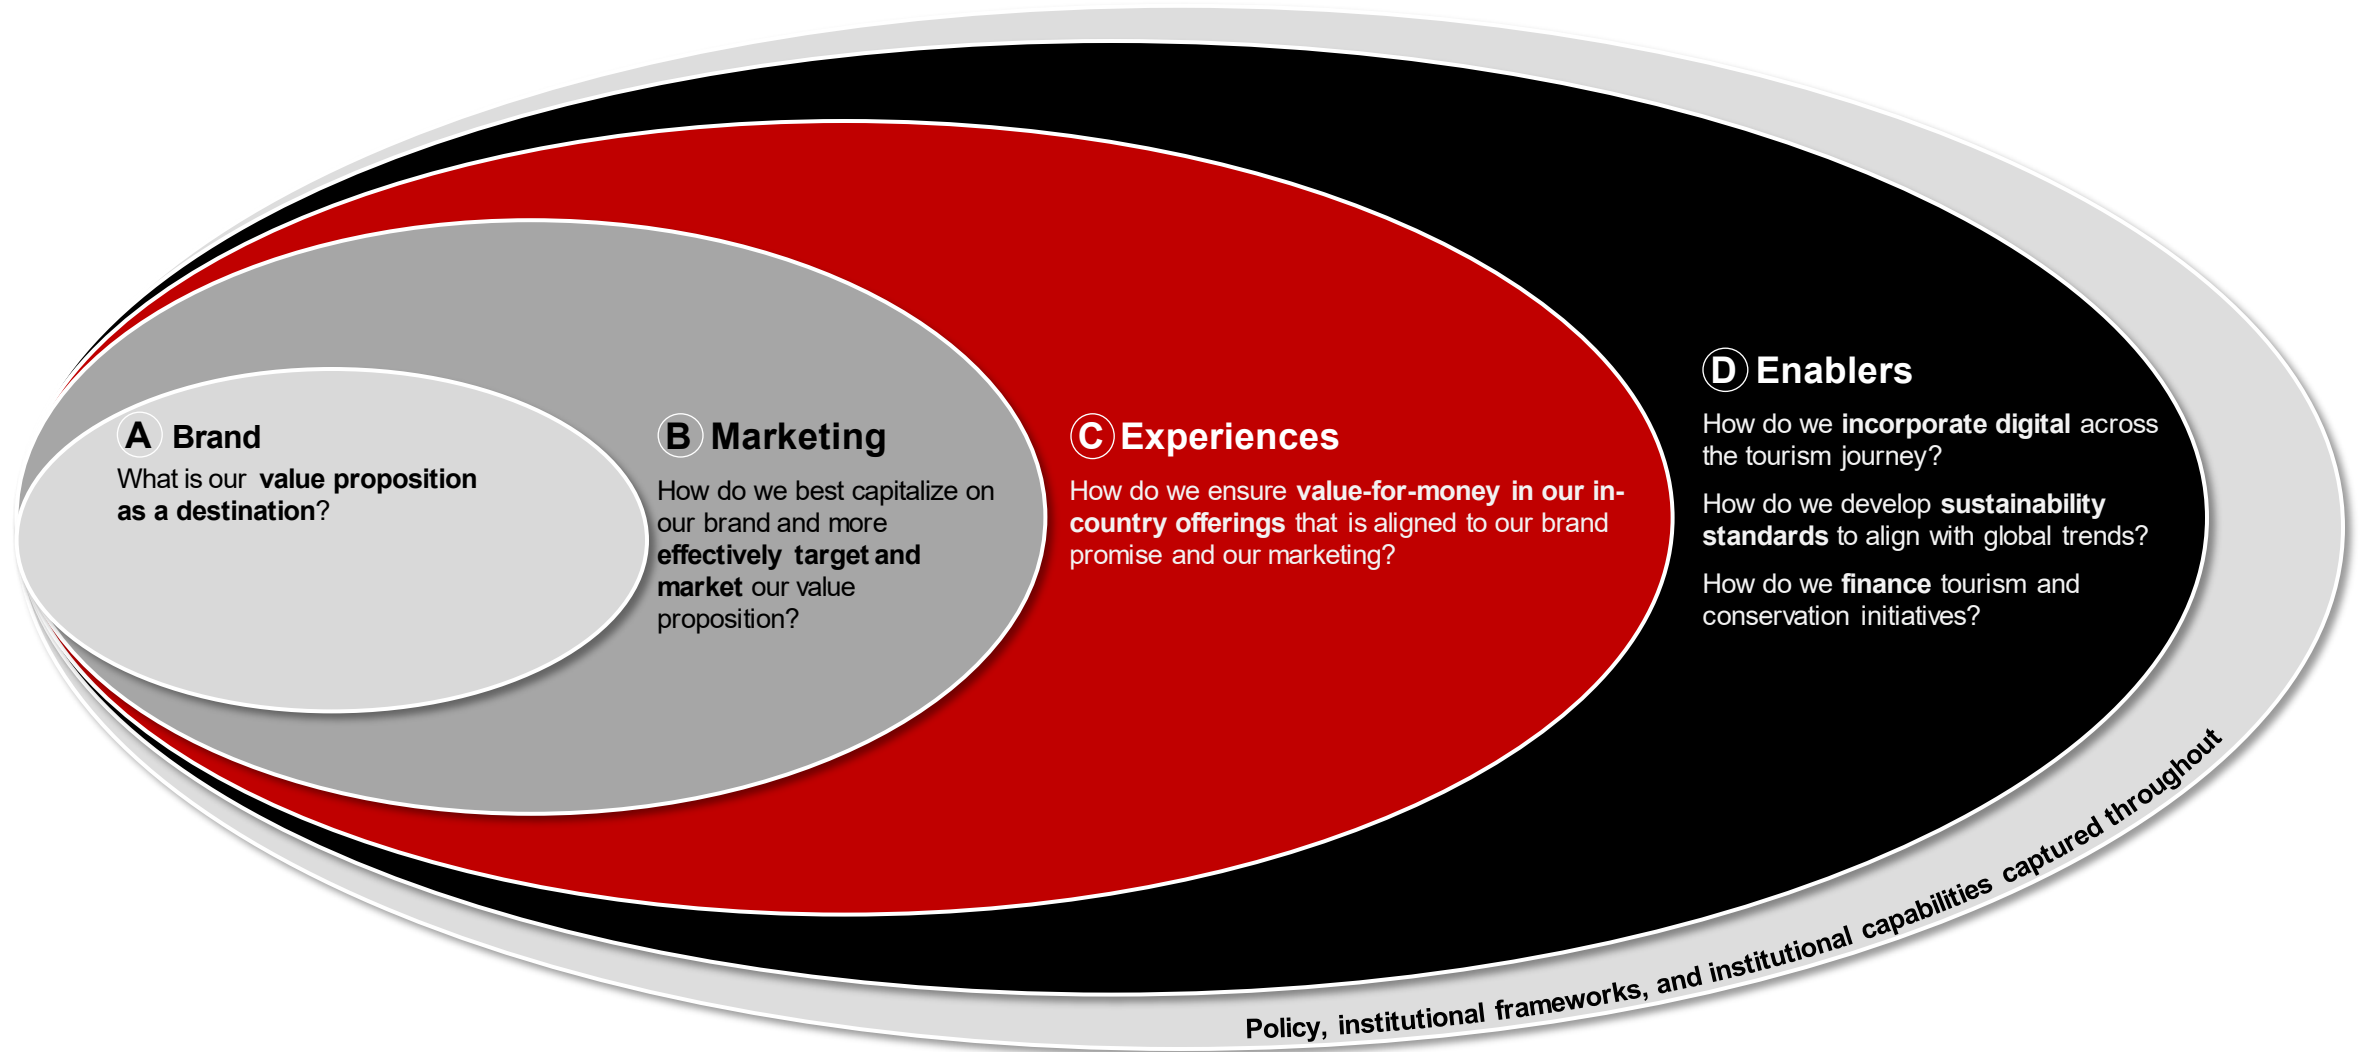 A Brand
What is our value proposition
as a destination?
B Marketing
How do we best capitalize on
our brand and more
effectively target and
market our value
proposition?
C Experiences
How do we ensure value-for-money in our in-
country offerings that is aligned to our brand
promise and our marketing?
D Enablers
How do we incorporate digital across
the tourism journey?
How do we develop sustainability
standards to align with global trends?
How do we finance tourism and
conservation initiatives?
Policy, institutional frameworks, and institutional capabilities captured throughout